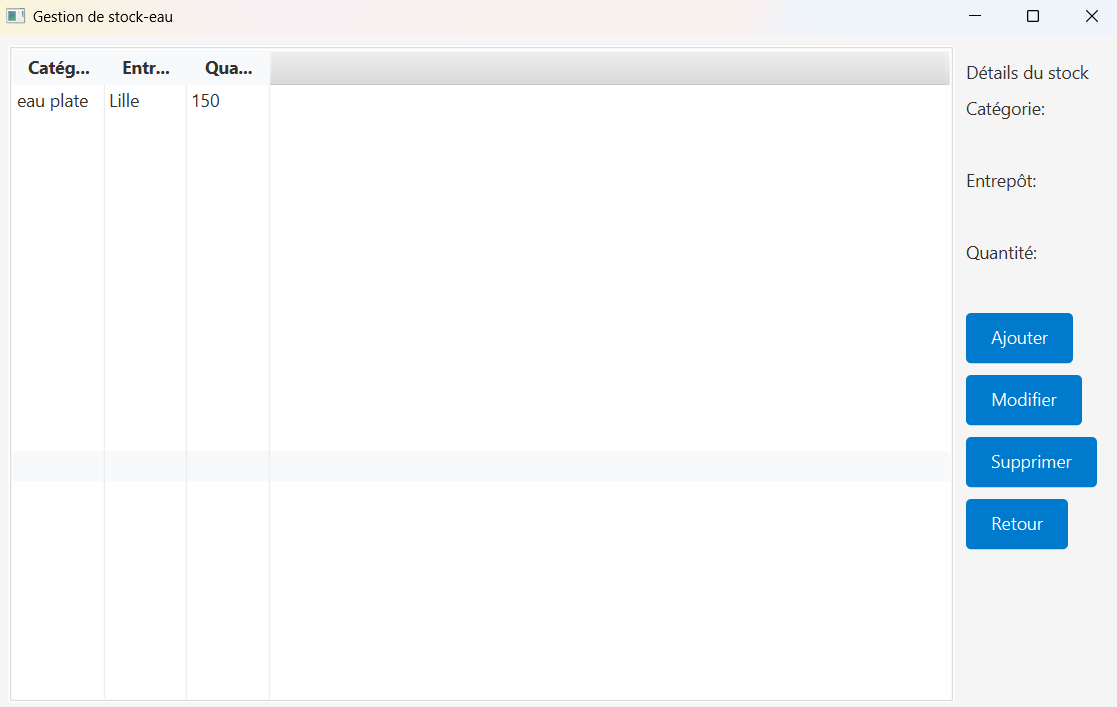 Gestion de stock-eau
Catég... Entr... Qua...
eau plate Lille 150
Détails du stock
Catégorie:
Entrepôt:
Quantité:
Ajouter
Modifier
Supprimer
Retour